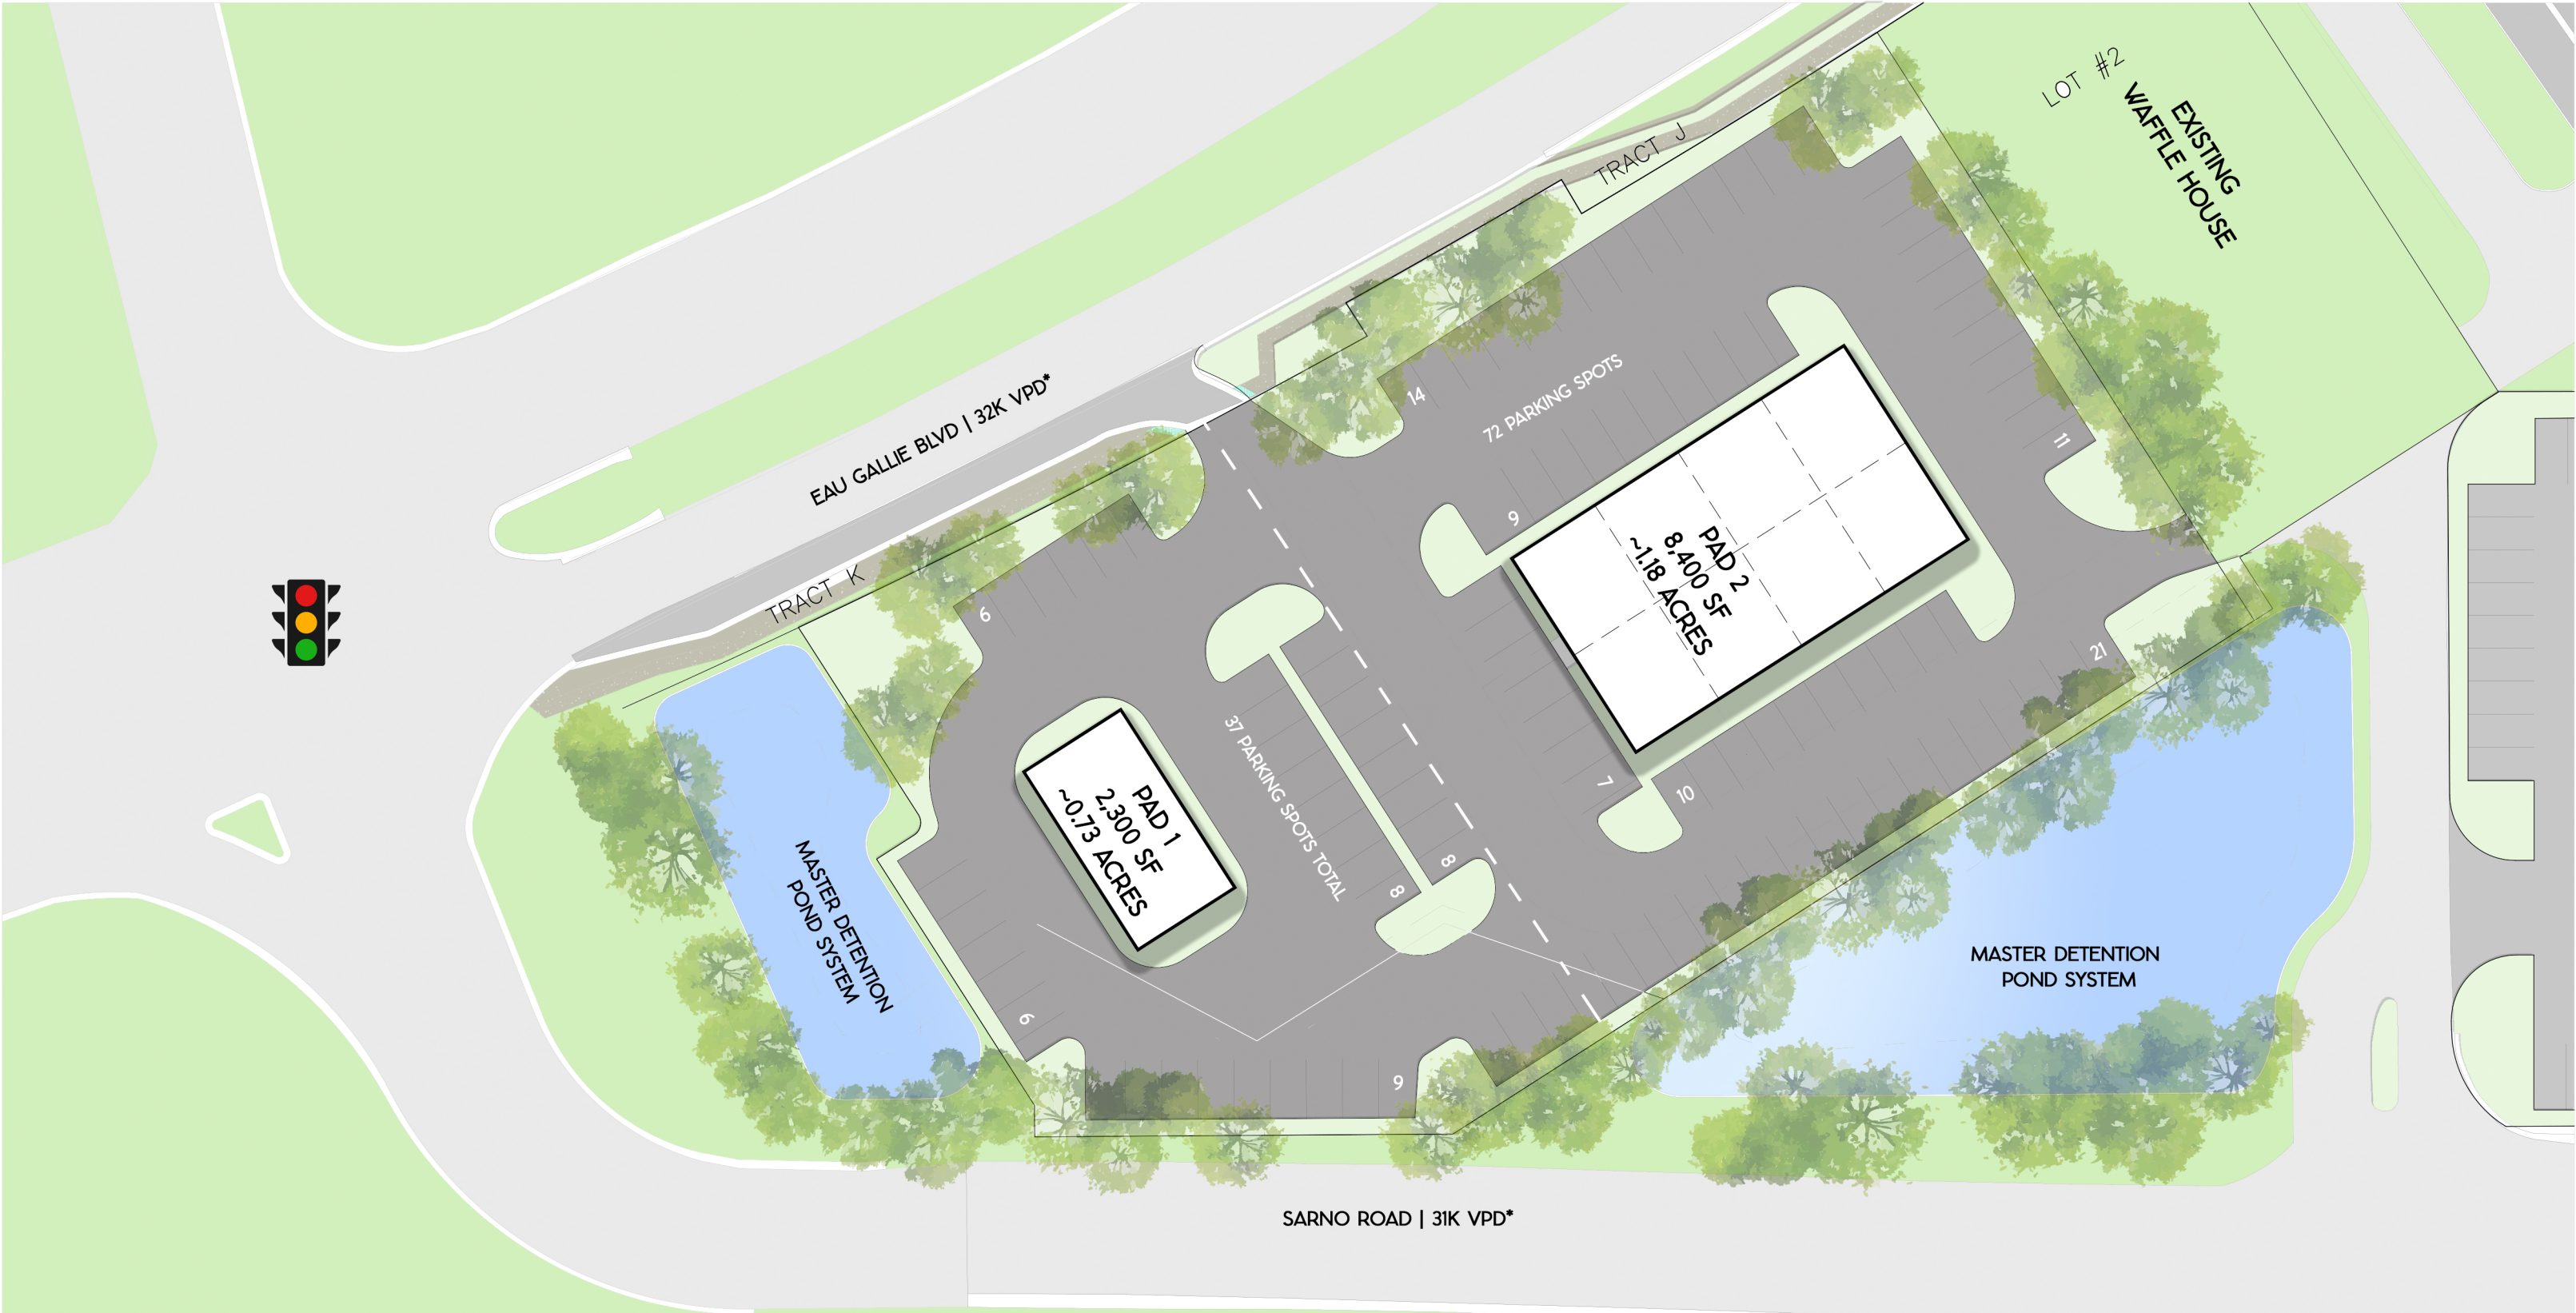 LOT #2
EXISTING
WAFFLE HOUSE
TRACT J
EAU GALLIE BLVD | 32K VPD*
TRACT K
14
72 PARKING SPOTS
11
9
6
PAD 2
8,400 SF
~1.18 ACRES
21
37 PARKING SPOTS TOTAL
7
10
PAD 1
2,300 SF
~0.73 ACRES
8
8
MASTER DETENTION
POND SYSTEM
MASTER DETENTION
POND SYSTEM
6
9
SARNO ROAD | 31K VPD*